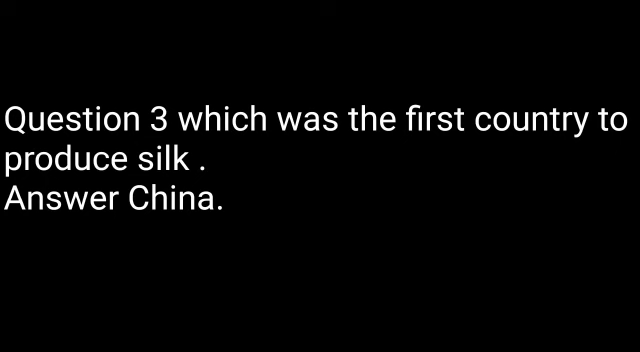 Question 3 which was the first country to
produce silk .
Answer China.